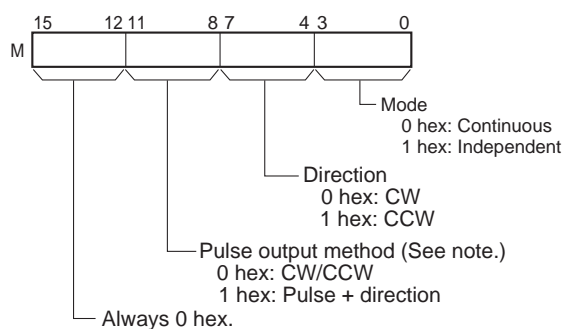 15 12 11 8 7 4 3 0
M
Mode
0 hex: Continuous
1 hex: Independent
Direction
0 hex: CW
1 hex: CCW
Pulse output method (See note.)
0 hex: CW/CCW
1 hex: Pulse + direction
Always 0 hex.